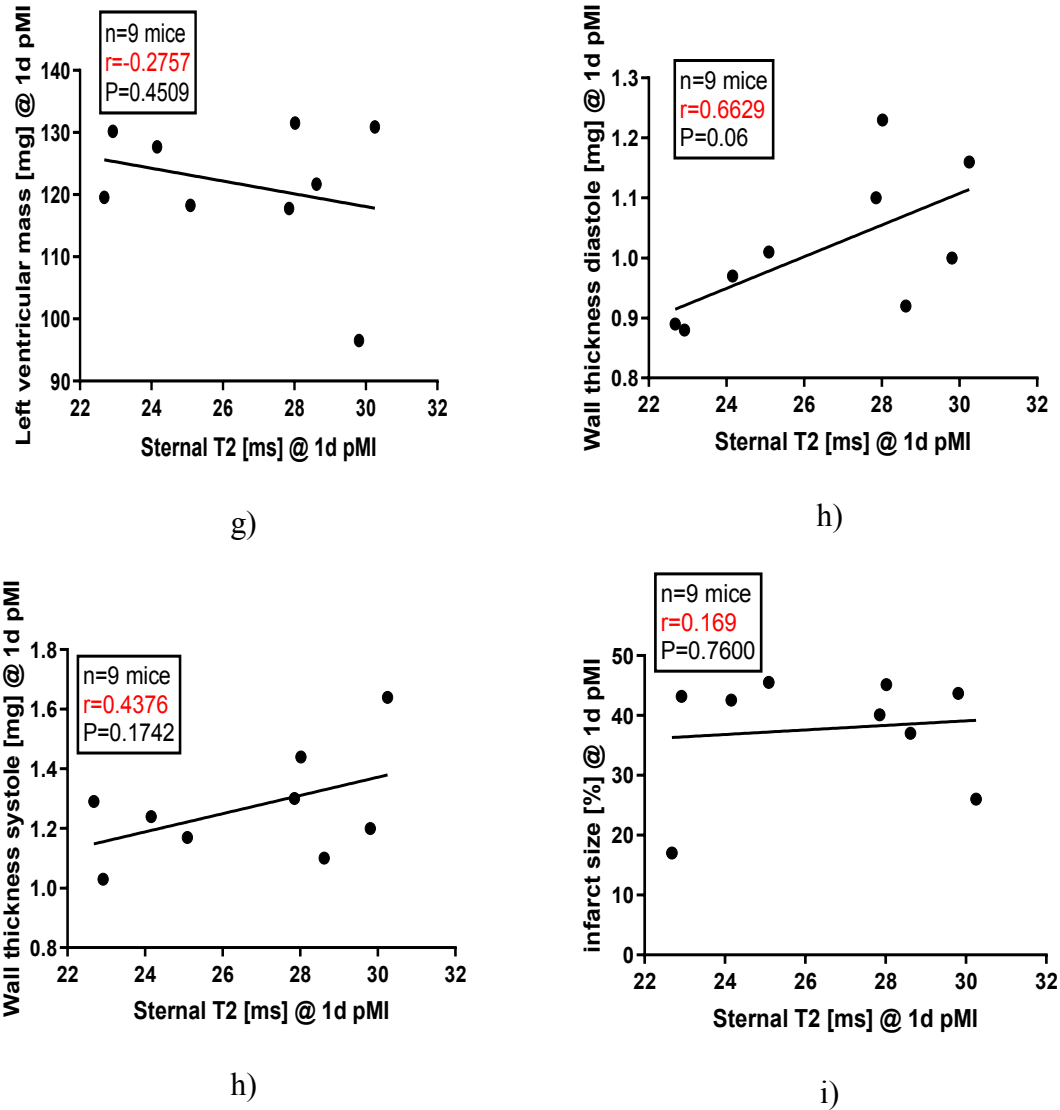 n=9 mice
r=-0.2757
P=0.4509
Left ventricular mass [mg] @ 1d pMI
140
130
120
110
100
90
22 24 26 28 30 32
Sternal T2 [ms] @ 1d pMI
g)
n=9 mice
r=0.6629
P=0.06
Wall thickness diastole [mg] @ 1d pMI
1.3
1.2
1.1
1.0
0.9
0.8
22 24 26 28 30 32
Sternal T2 [ms] @ 1d pMI
h)
n=9 mice
r=0.4376
P=0.1742
Wall thickness systole [mg] @ 1d pMI
1.8
1.6
1.4
1.2
1.0
0.8
22 24 26 28 30 32
Sternal T2 [ms] @ 1d pMI
h)
n=9 mice
r=0.169
P=0.7600
infarct size [%] @ 1d pMI
50
40
30
20
10
0
22 24 26 28 30 32
Sternal T2 [ms] @ 1d pMI
i)